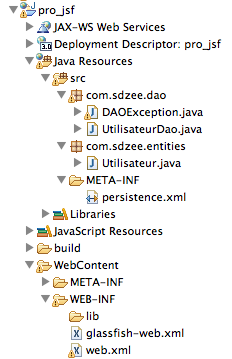 pro_jsf
JAX-WS Web Services
Deployment Descriptor: pro_jsf
3.0
Java Resources
src
com.sdzee.dao
DAOException.java
UtilisateurDao.java
com.sdzee.entities
Utilisateur.java
META-INF
persistence.xml
Libraries
JavaScript Resources
build
WebContent
META-INF
WEB-INF
lib
glassfish-web.xml
web.xml